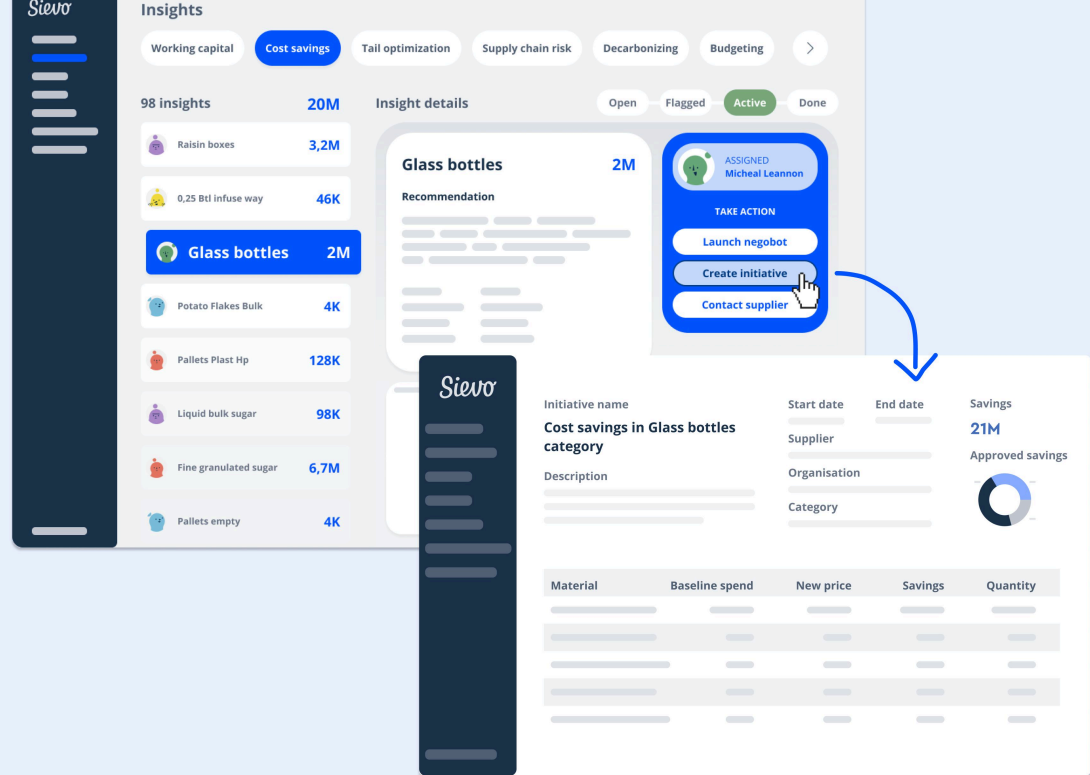 Sievo
Insights
Working capital
Cost savings
Tail optimization
Supply chain risk
Decarbonizing
Budgeting
98 insights
20M
Insight details
Open
Flagged
Active
Done
Raisin boxes
3,2M
0,25 Btl infuse way
46K
Glass bottles
2M
Potato Flakes Bulk
4K
Pallets Plast Hp
128K
Liquid bulk sugar
98K
Fine granulated sugar
6,7M
Pallets empty
4K
Glass bottles
2M
Recommendation
ASSIGNED
Micheal Leannon
TAKE ACTION
Launch negobot
Create initiative
Contact supplier
Sievo
Initiative name
Cost savings in Glass bottles
category
Description
Start date
End date
Supplier
Organisation
Category
Savings
21M
Approved savings
Material
Baseline spend
New price
Savings
Quantity